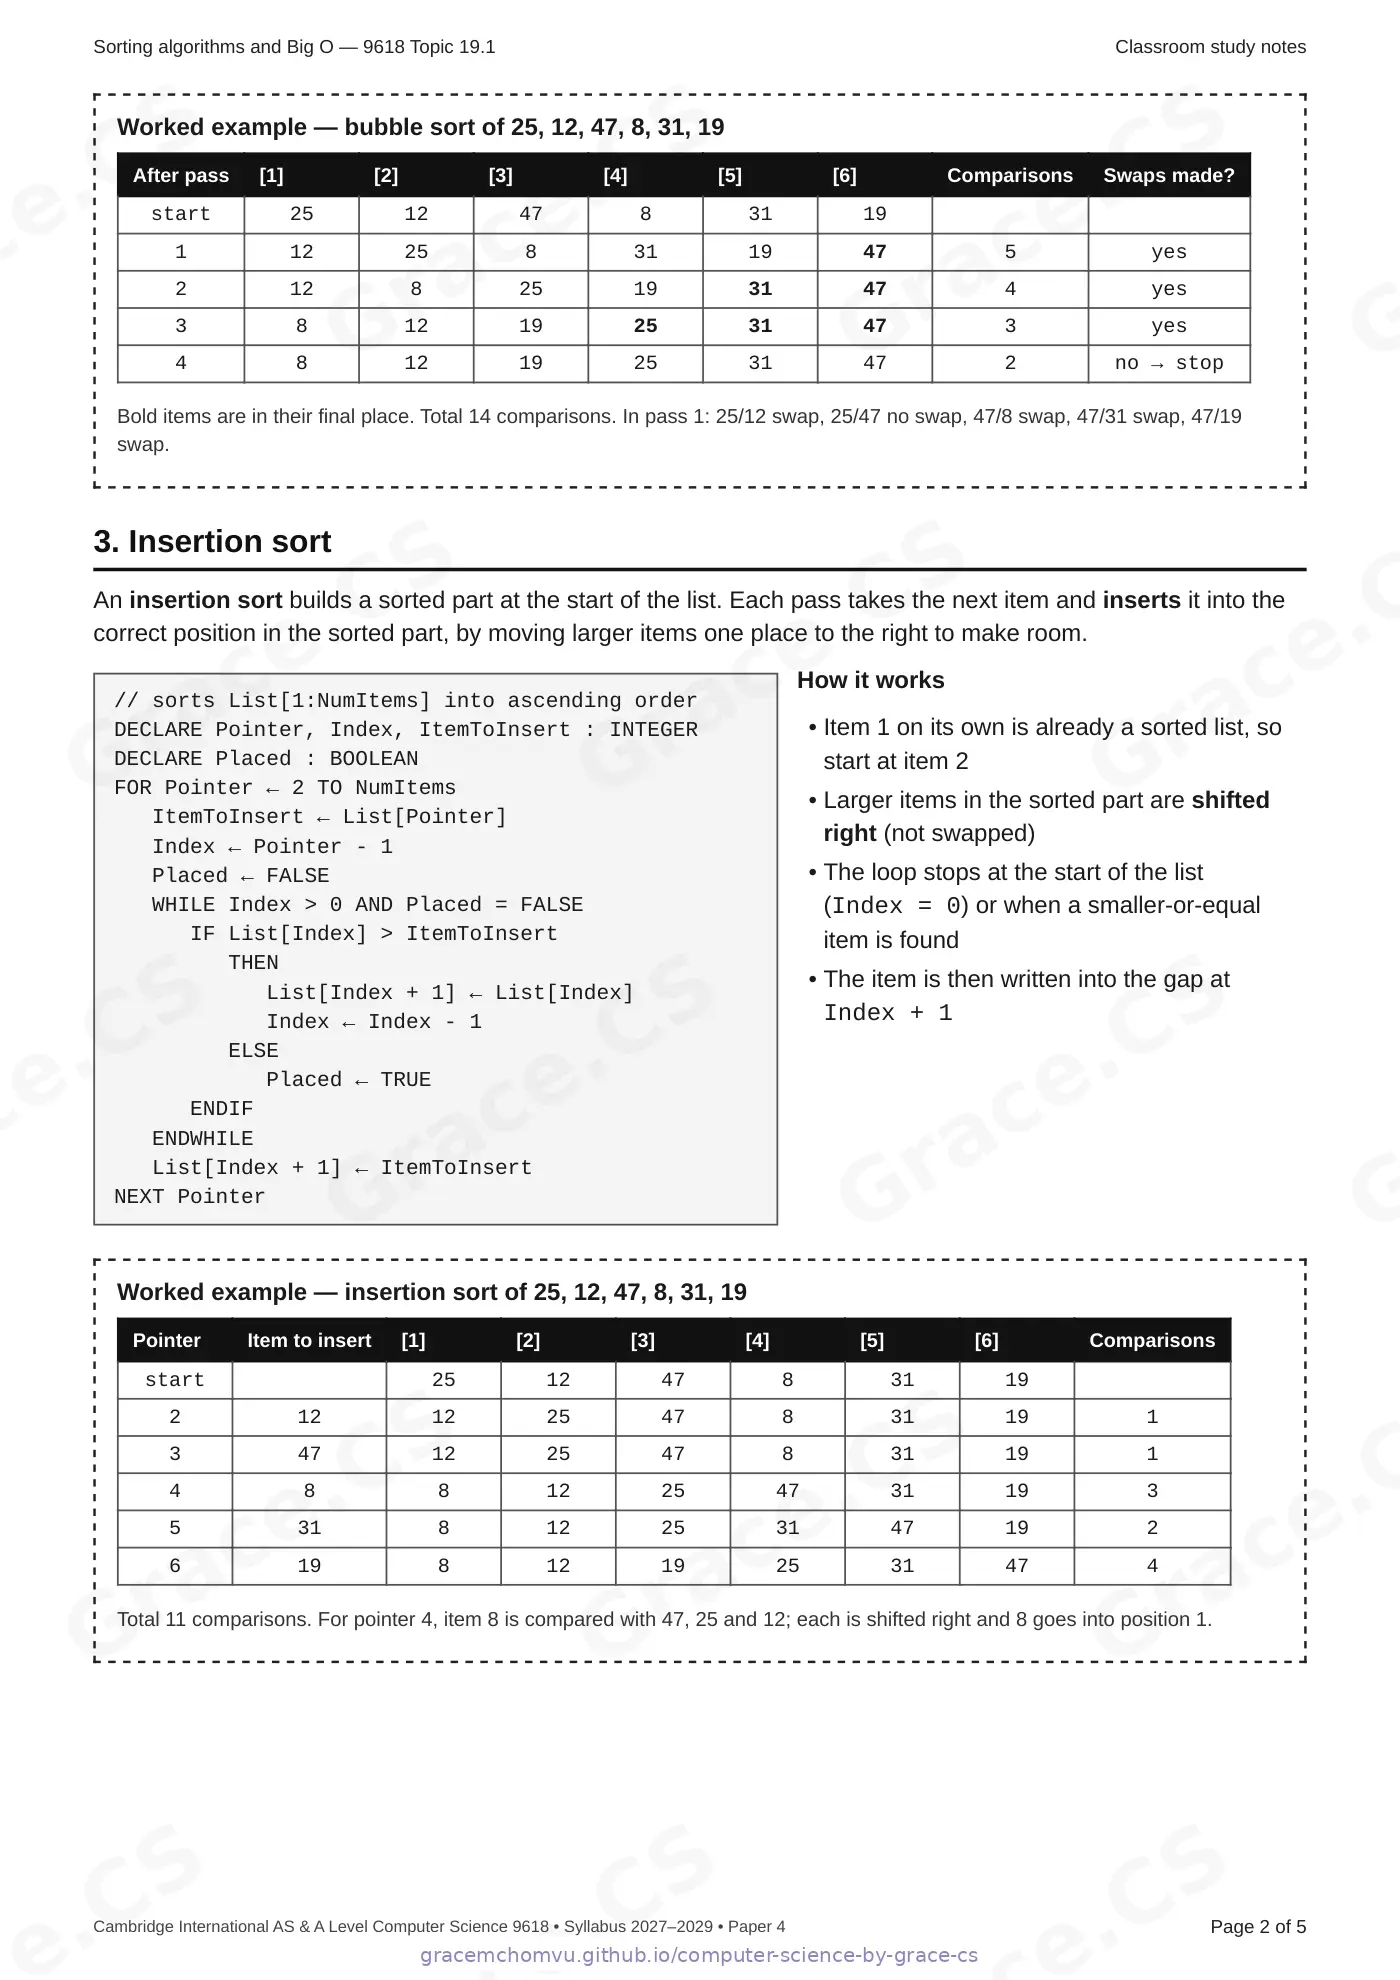 Sorting algorithms and Big O — 9618 Topic 19.1 Classroom study notes
Worked example — bubble sort of 25, 12, 47, 8, 31, 19
After pass [1] [2] [3] [4] [5] [6] Comparisons Swaps made?
start 25 12 47 8 31 19
1 12 25 8 31 19 47 5 yes
2 12 8 25 19 31 47 4 yes
3 8 12 19 25 31 47 3 yes
4 8 12 19 25 31 47 2 no → stop
Bold items are in their final place. Total 14 comparisons. In pass 1: 25/12 swap, 25/47 no swap, 47/8 swap, 47/31 swap, 47/19
swap.
3. Insertion sort
An insertion sort builds a sorted part at the start of the list. Each pass takes the next item and inserts it into the
correct position in the sorted part, by moving larger items one place to the right to make room.
// sorts List[1:NumItems] into ascending order
DECLARE Pointer, Index, ItemToInsert : INTEGER
DECLARE Placed : BOOLEAN
FOR Pointer ← 2 TO NumItems
ItemToInsert ← List[Pointer]
Index ← Pointer - 1
Placed ← FALSE
WHILE Index > 0 AND Placed = FALSE
IF List[Index] > ItemToInsert
THEN
List[Index + 1] ← List[Index]
Index ← Index - 1
ELSE
Placed ← TRUE
ENDIF
ENDWHILE
List[Index + 1] ← ItemToInsert
NEXT Pointer
How it works
• Item 1 on its own is already a sorted list, so
start at item 2
• Larger items in the sorted part are shifted
right (not swapped)
• The loop stops at the start of the list
(Index = 0) or when a smaller-or-equal
item is found
• The item is then written into the gap at
Index + 1
Worked example — insertion sort of 25, 12, 47, 8, 31, 19
Pointer Item to insert [1] [2] [3] [4] [5] [6] Comparisons
start 25 12 47 8 31 19
2 12 12 25 47 8 31 19 1
3 47 12 25 47 8 31 19 1
4 8 8 12 25 47 31 19 3
5 31 8 12 25 31 47 19 2
6 19 8 12 19 25 31 47 4
Total 11 comparisons. For pointer 4, item 8 is compared with 47, 25 and 12; each is shifted right and 8 goes into position 1.
Cambridge International AS & A Level Computer Science 9618 • Syllabus 2027–2029 • Paper 4 Page 2 of 5
gracemchomvu.github.io/computer-science-by-grace-cs
Grace.CS